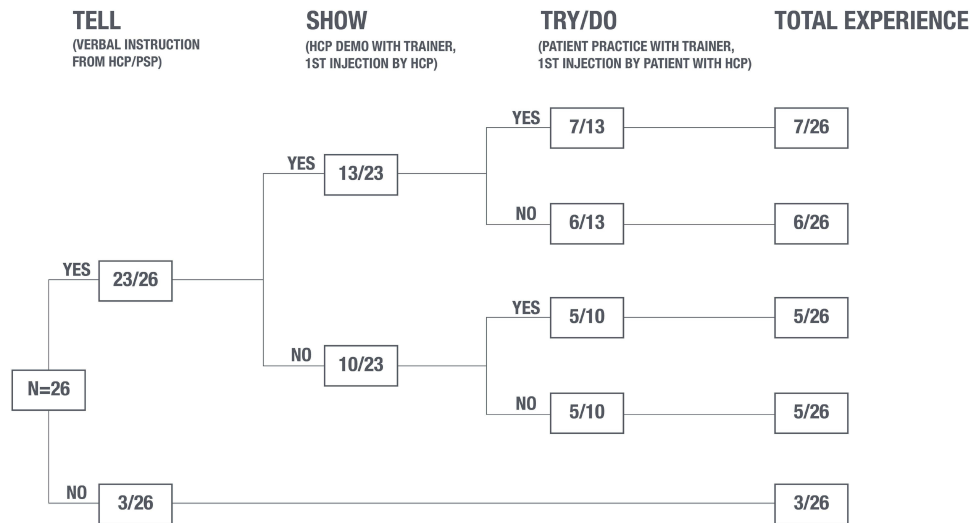 TELL
(VERBAL INSTRUCTION
FROM HCP/PSP)
SHOW
(HCP DEMO WITH TRAINER,
1ST INJECTION BY HCP)
TRY/DO
(PATIENT PRACTICE WITH TRAINER,
1ST INJECTION BY PATIENT WITH HCP)
TOTAL EXPERIENCE
YES
7/13
7/26
YES
13/23
NO
6/13
6/26
YES
23/26
YES
5/10
5/26
NO
10/23
N=26
NO
5/10
5/26
NO
3/26
3/26